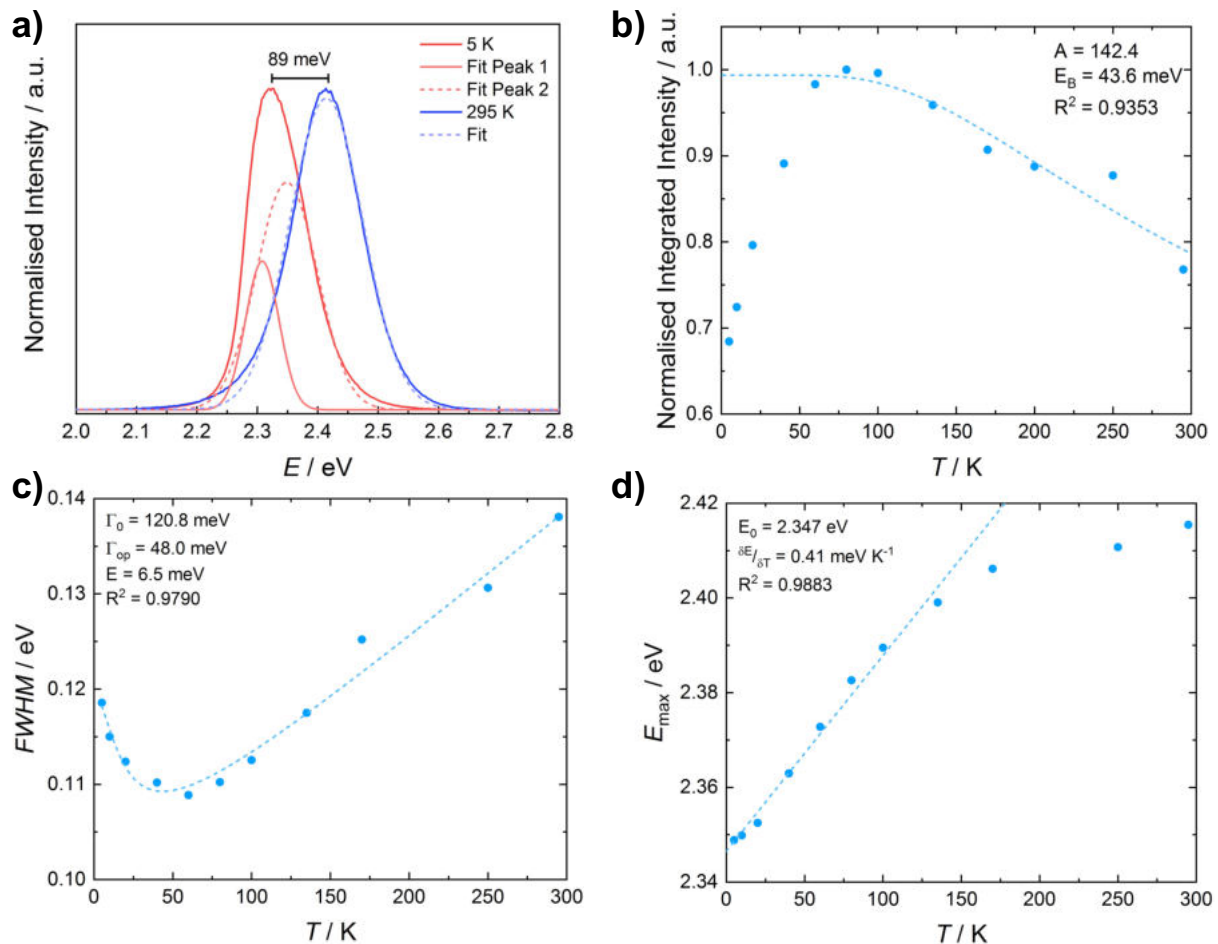 a)
Normalised Intensity / a.u.
89 meV
5 K
Fit Peak 1
Fit Peak 2
295 K
Fit
2.0 2.1 2.2 2.3 2.4 2.5 2.6 2.7 2.8
E / eV
b)
Normalised Integrated Intensity / a.u.
A = 142.4
E_B = 43.6 meV
R² = 0.9353
1.0
0.9
0.8
0.7
0.6
0 50 100 150 200 250 300
T / K
c)
FWHM / eV
Γ₀ = 120.8 meV
Γ_op = 48.0 meV
E = 6.5 meV
R² = 0.9790
0.14
0.13
0.12
0.11
0.10
0 50 100 150 200 250 300
T / K
d)
E_max / eV
E₀ = 2.347 eV
δE/δT = 0.41 meV K⁻¹
R² = 0.9883
2.42
2.40
2.38
2.36
2.34
0 50 100 150 200 250 300
T / K